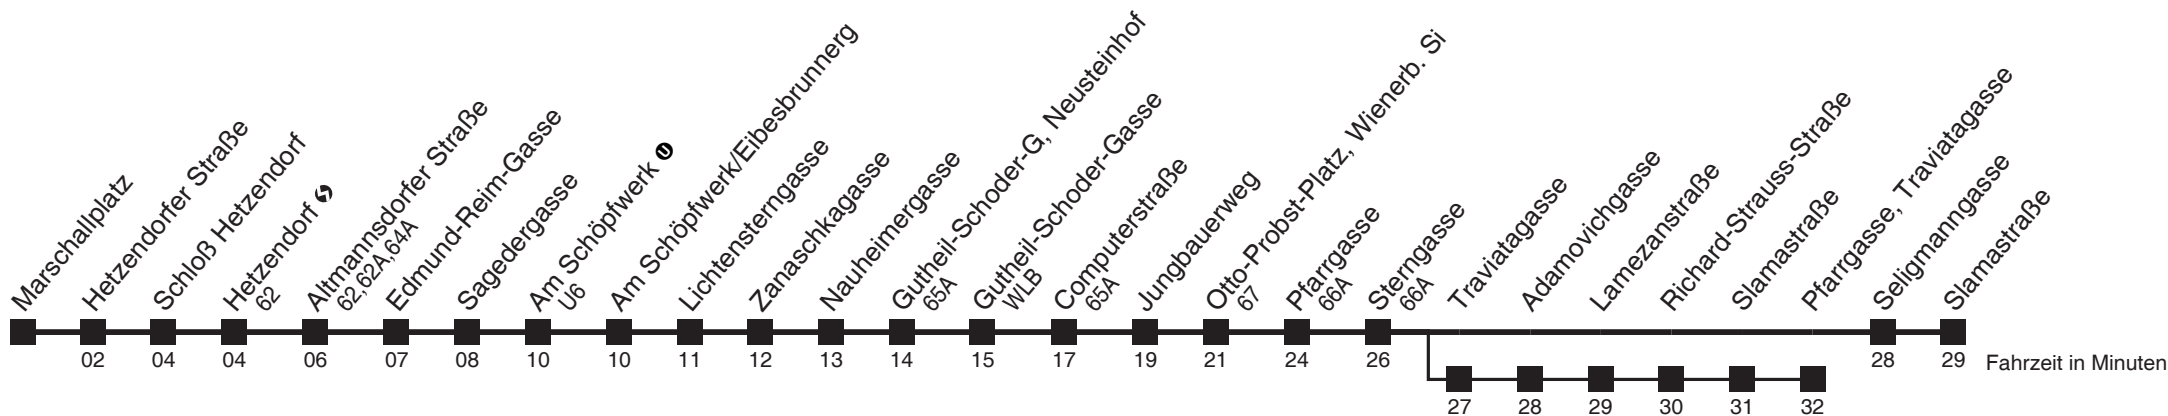 Marschallplatz
Hetzendorfer Straße
Schloß Hetzendorf
Hetzendorf
62
Altmannsdorfer Straße
62,62A,64A
Edmund-Reim-Gasse
Sagedergasse
Am Schöpfwerk U
U6
Am Schöpfwerk/Eibesbrunnerg
Lichtensterngasse
Zanaschkagasse
Nauheimergasse
Gutheil-Schoder-G, Neusteinhof
65A
Gutheil-Schoder-Gasse
WLB
Computerstraße
65A
Jungbauerweg
Otto-Probst-Platz, Wienerb. Si
67
Pfarrgasse
66A
Sterngasse
66A
Traviatagasse
Adamovichgasse
Lamezanstraße
Richard-Strauss-Straße
Slamastraße
Pfarrgasse, Traviatagasse
Seligmanngasse
Slamastraße
02 04 04 06 07 08 10 10 11 12 13 14 15 17 19 21 24 26 28 29 Fahrzeit in Minuten
27 28 29 30 31 32